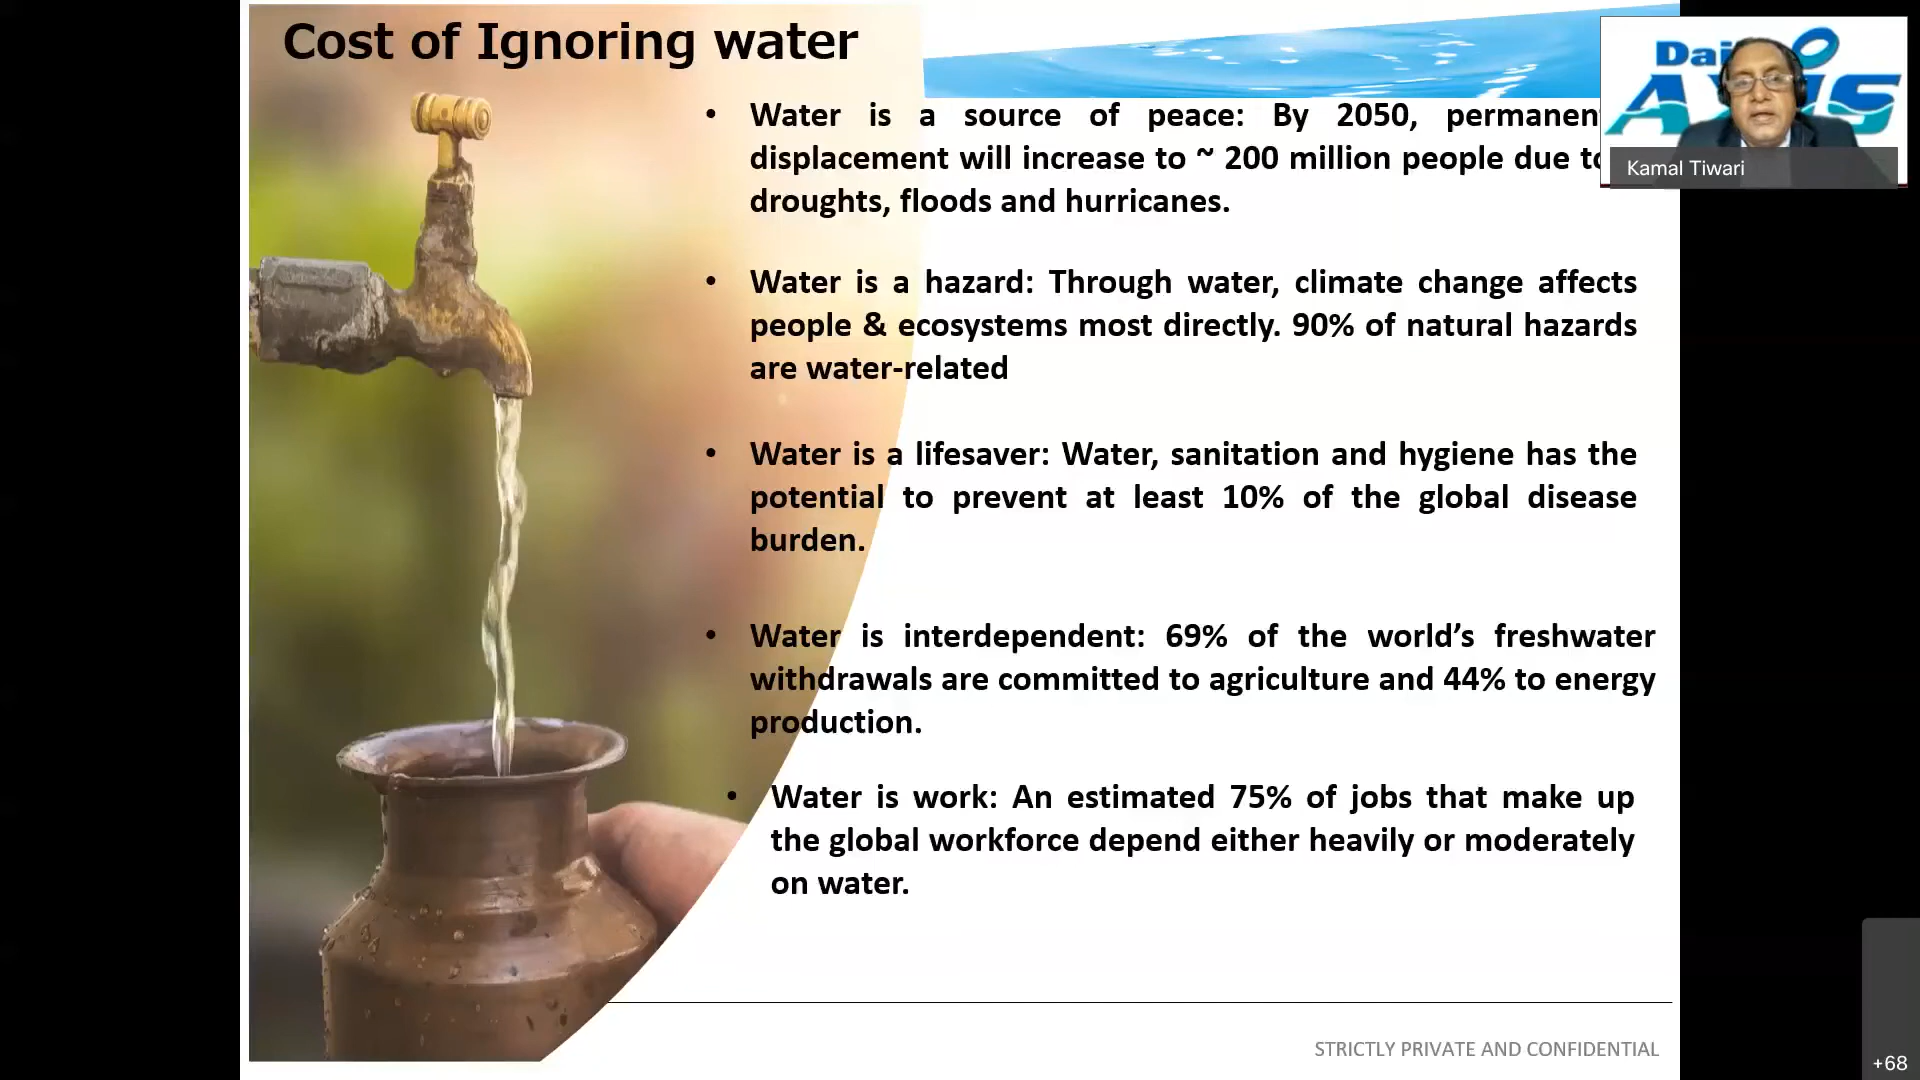 Cost of Ignoring water
• Water is a source of peace: By 2050, permanent
displacement will increase to ~ 200 million people due to
droughts, floods and hurricanes.
• Water is a hazard: Through water, climate change affects
people & ecosystems most directly. 90% of natural hazards
are water-related
• Water is a lifesaver: Water, sanitation and hygiene has the
potential to prevent at least 10% of the global disease
burden.
• Water is interdependent: 69% of the world’s freshwater
withdrawals are committed to agriculture and 44% to energy
production.
• Water is work: An estimated 75% of jobs that make up
the global workforce depend either heavily or moderately
on water.
STRICTLY PRIVATE AND CONFIDENTIAL
Kamal Tiwari
+68